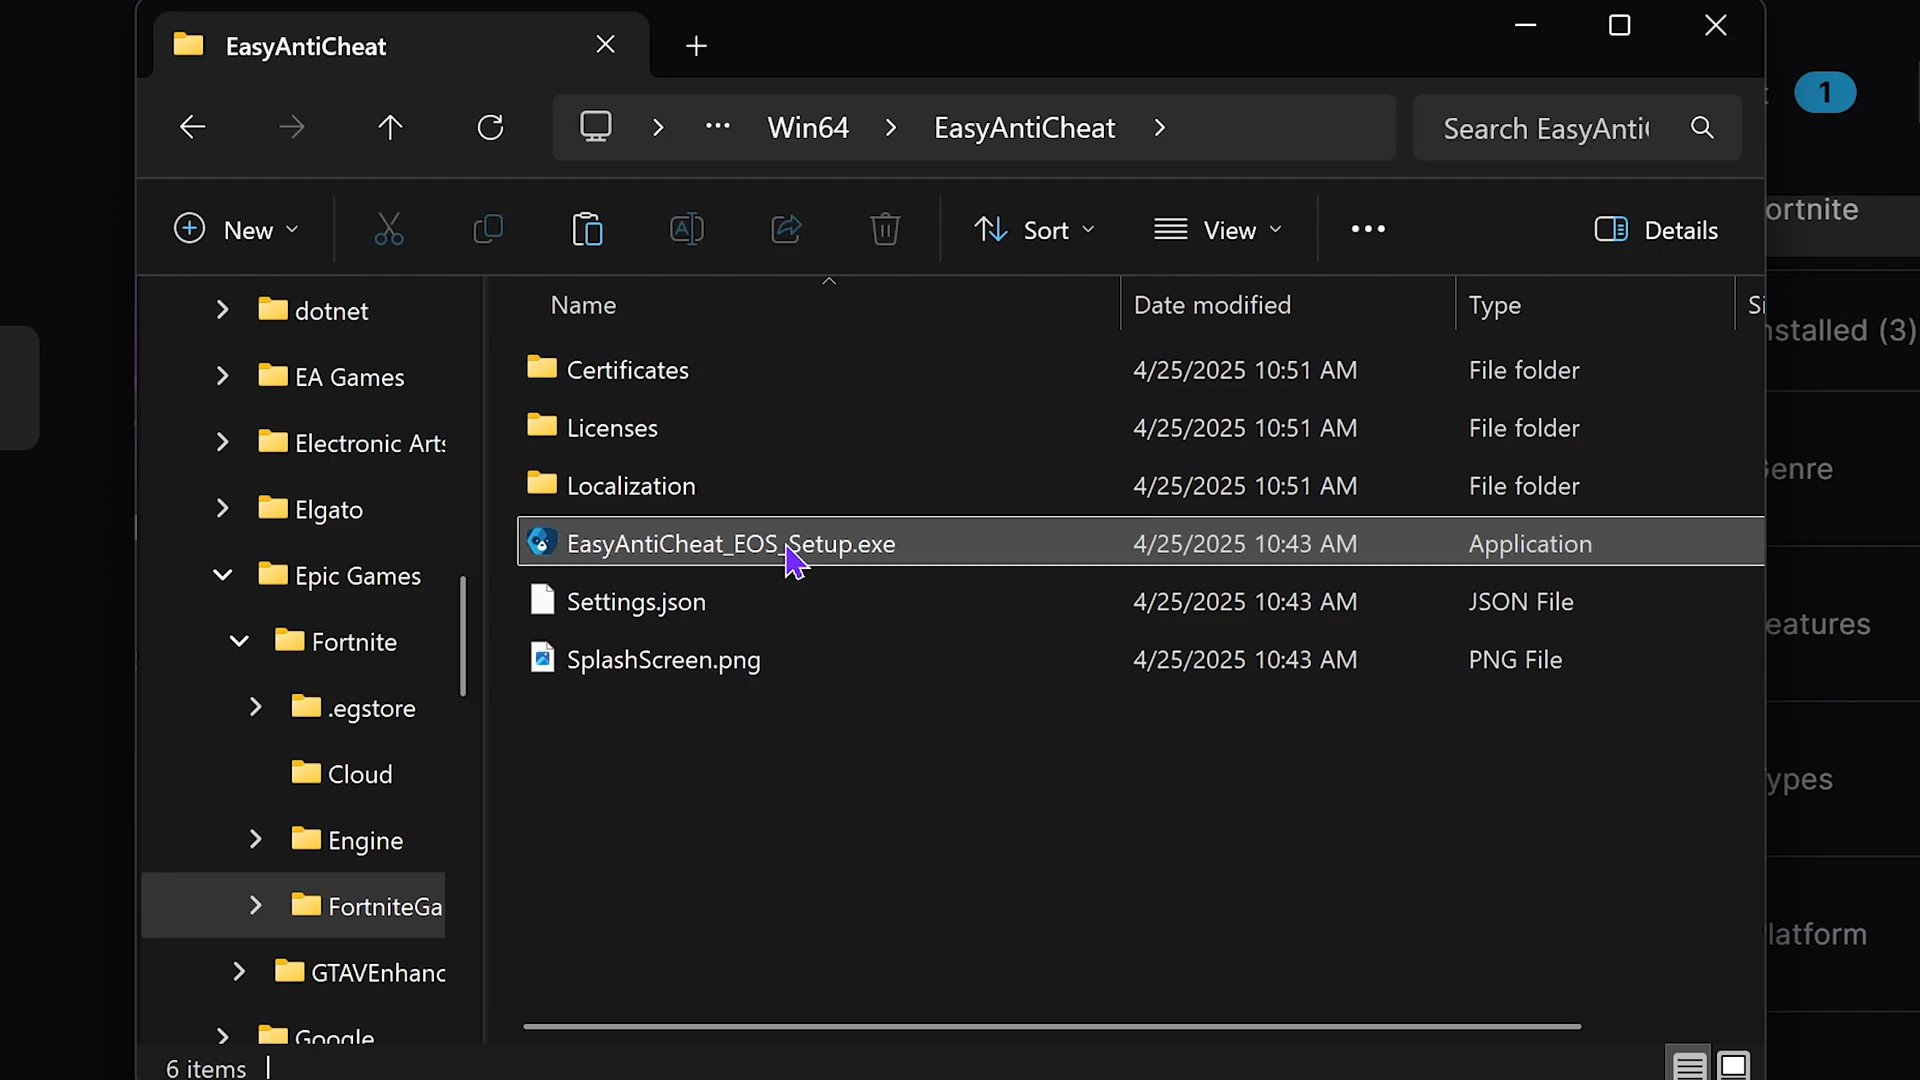 EasyAntiCheat
1
Win64
EasyAntiCheat
Search EasyAnti
New
Sort
View
Details
ortnite
dotnet
EA Games
Electronic Arts
Elgato
Epic Games
Fortnite
.egstore
Cloud
Engine
FortniteGa
GTAVEnhanc
Google
Name
Date modified
Type
Si
Certificates
4/25/2025 10:51 AM
File folder
Licenses
4/25/2025 10:51 AM
File folder
Localization
4/25/2025 10:51 AM
File folder
EasyAntiCheat_EOS_Setup.exe
4/25/2025 10:43 AM
Application
Settings.json
4/25/2025 10:43 AM
JSON File
SplashScreen.png
4/25/2025 10:43 AM
PNG File
nstalled (3)
enre
eatures
ypes
latform
6 items